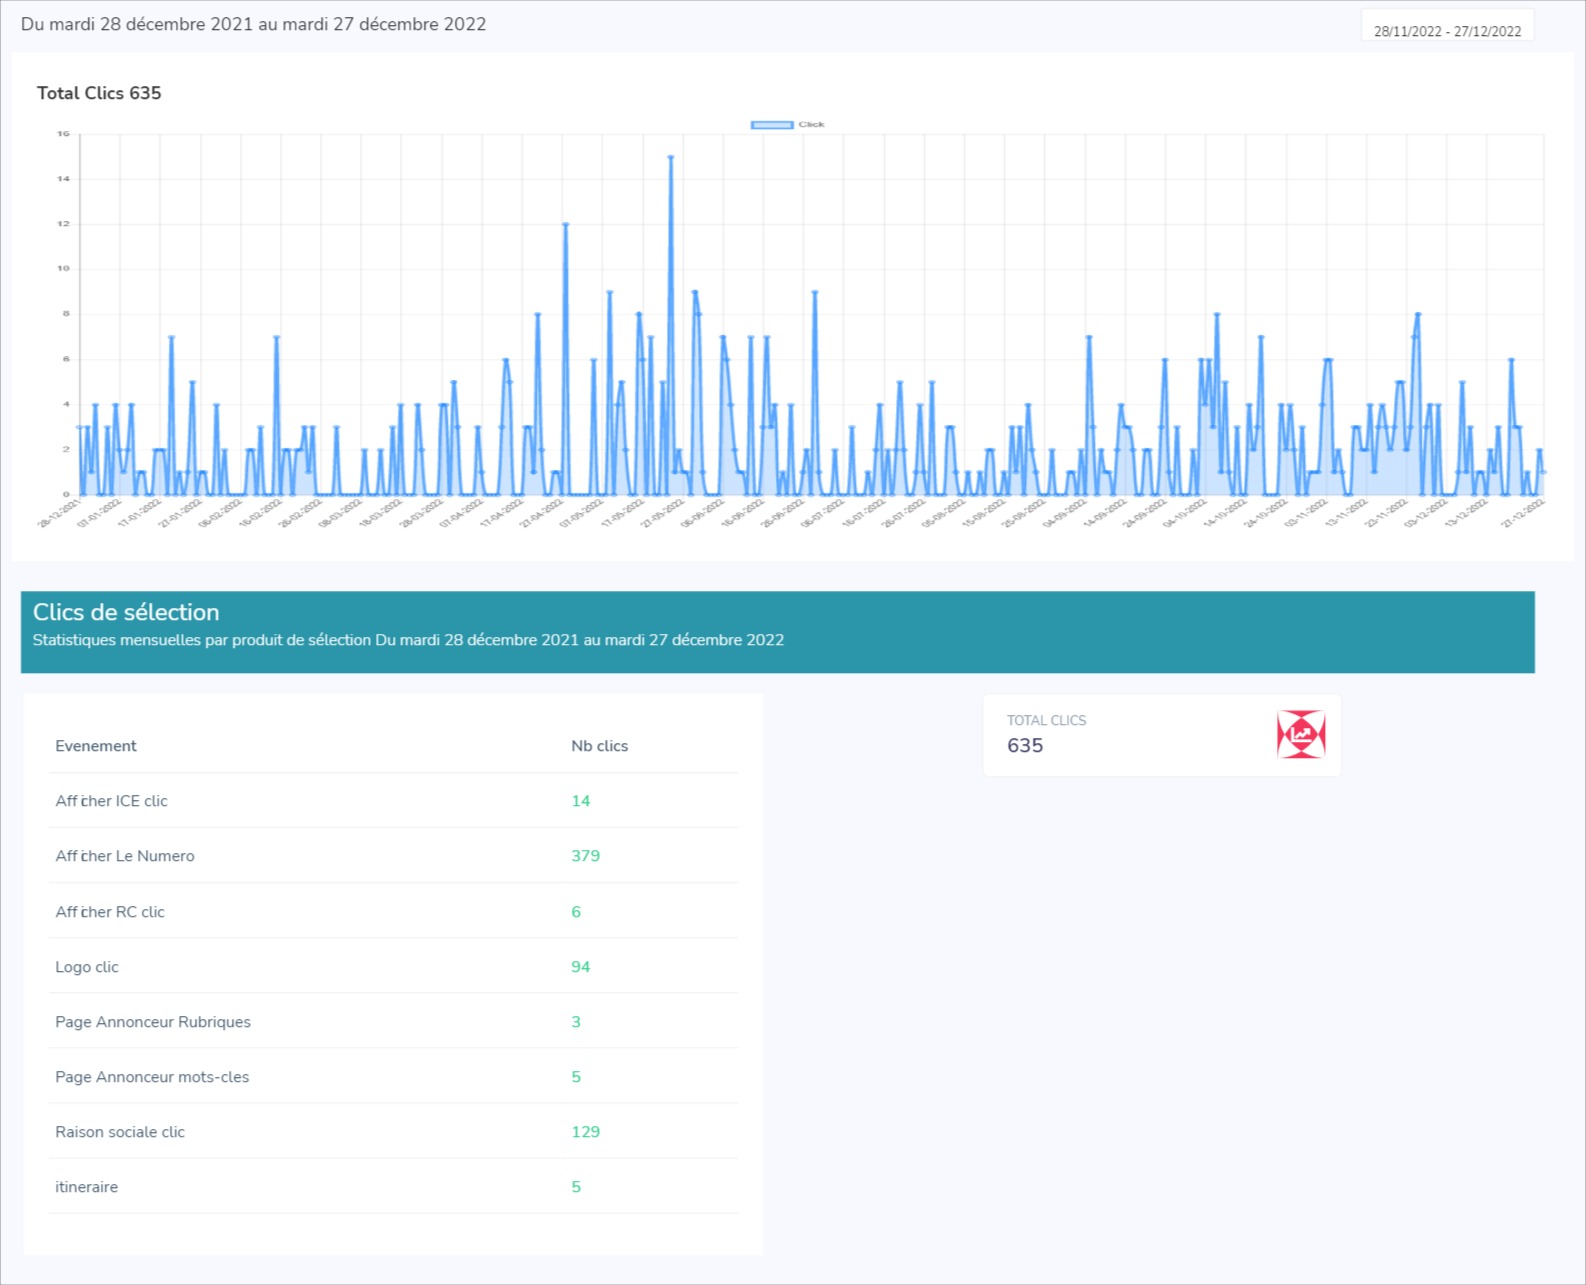 Du mardi 28 décembre 2021 au mardi 27 décembre 2022
28/11/2022 - 27/12/2022
Total Clics 635
Click
16
14
12
10
8
6
4
2
0
28-12-2021 07-01-2022 17-01-2022 27-01-2022 06-02-2022 16-02-2022 26-02-2022 08-03-2022 18-03-2022 28-03-2022 07-04-2022 17-04-2022 27-04-2022 07-05-2022 17-05-2022 27-05-2022 06-06-2022 16-06-2022 26-06-2022 06-07-2022 16-07-2022 26-07-2022 05-08-2022 15-08-2022 25-08-2022 04-09-2022 14-09-2022 24-09-2022 04-10-2022 14-10-2022 24-10-2022 03-11-2022 13-11-2022 23-11-2022 03-12-2022 13-12-2022 27-12-2022
Clics de sélection
Statistiques mensuelles par produit de sélection Du mardi 28 décembre 2021 au mardi 27 décembre 2022
Evenement Nb clics
Afficher ICE clic 14
Afficher Le Numero 379
Afficher RC clic 6
Logo clic 94
Page Annonceur Rubriques 3
Page Annonceur mots-cles 5
Raison sociale clic 129
itineraire 5
TOTAL CLICS
635